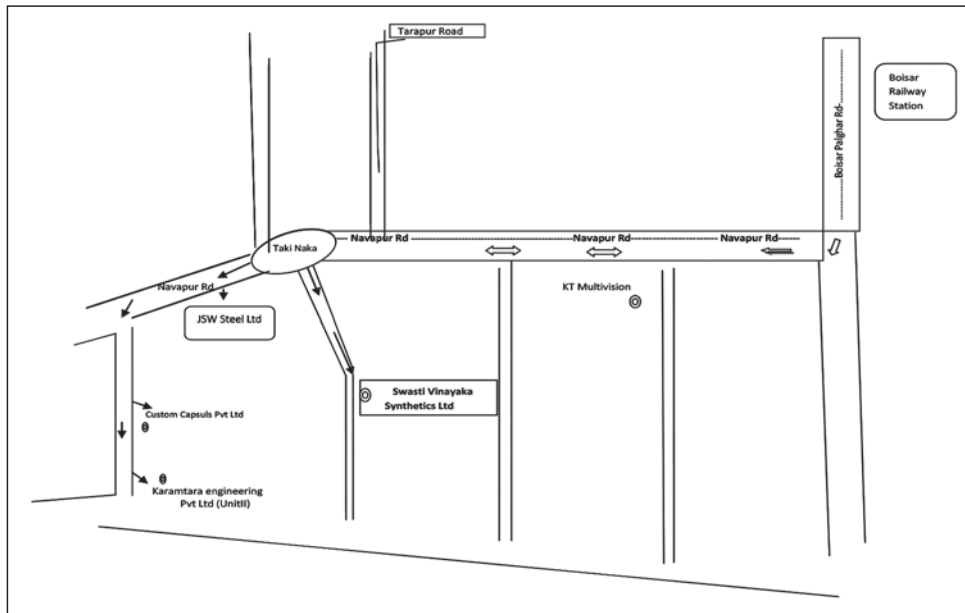 Tarapur Road
Boisar
Railway
Station
Boisar Palghar Rd
Taki Naka
Navapur Rd
Navapur Rd
Navapur Rd
Navapur Rd
KT Multivision
JSW Steel Ltd
Swasti Vinayaka
Synthetics Ltd
Custom Capsuls Pvt Ltd
Karamtara engineering
Pvt Ltd (UnitII)